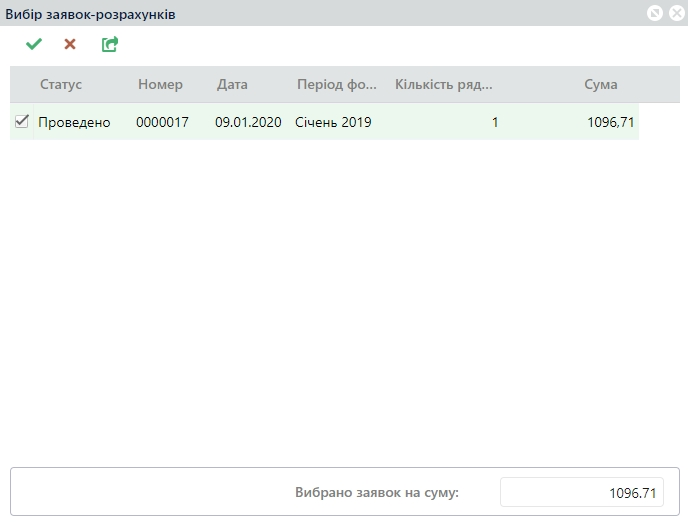 Вибір заявок-розрахунків
Статус Номер Дата Період фо... Кількість ряд... Сума
Проведено 0000017 09.01.2020 Січень 2019 1 1096,71
Вибрано заявок на суму: 1096.71